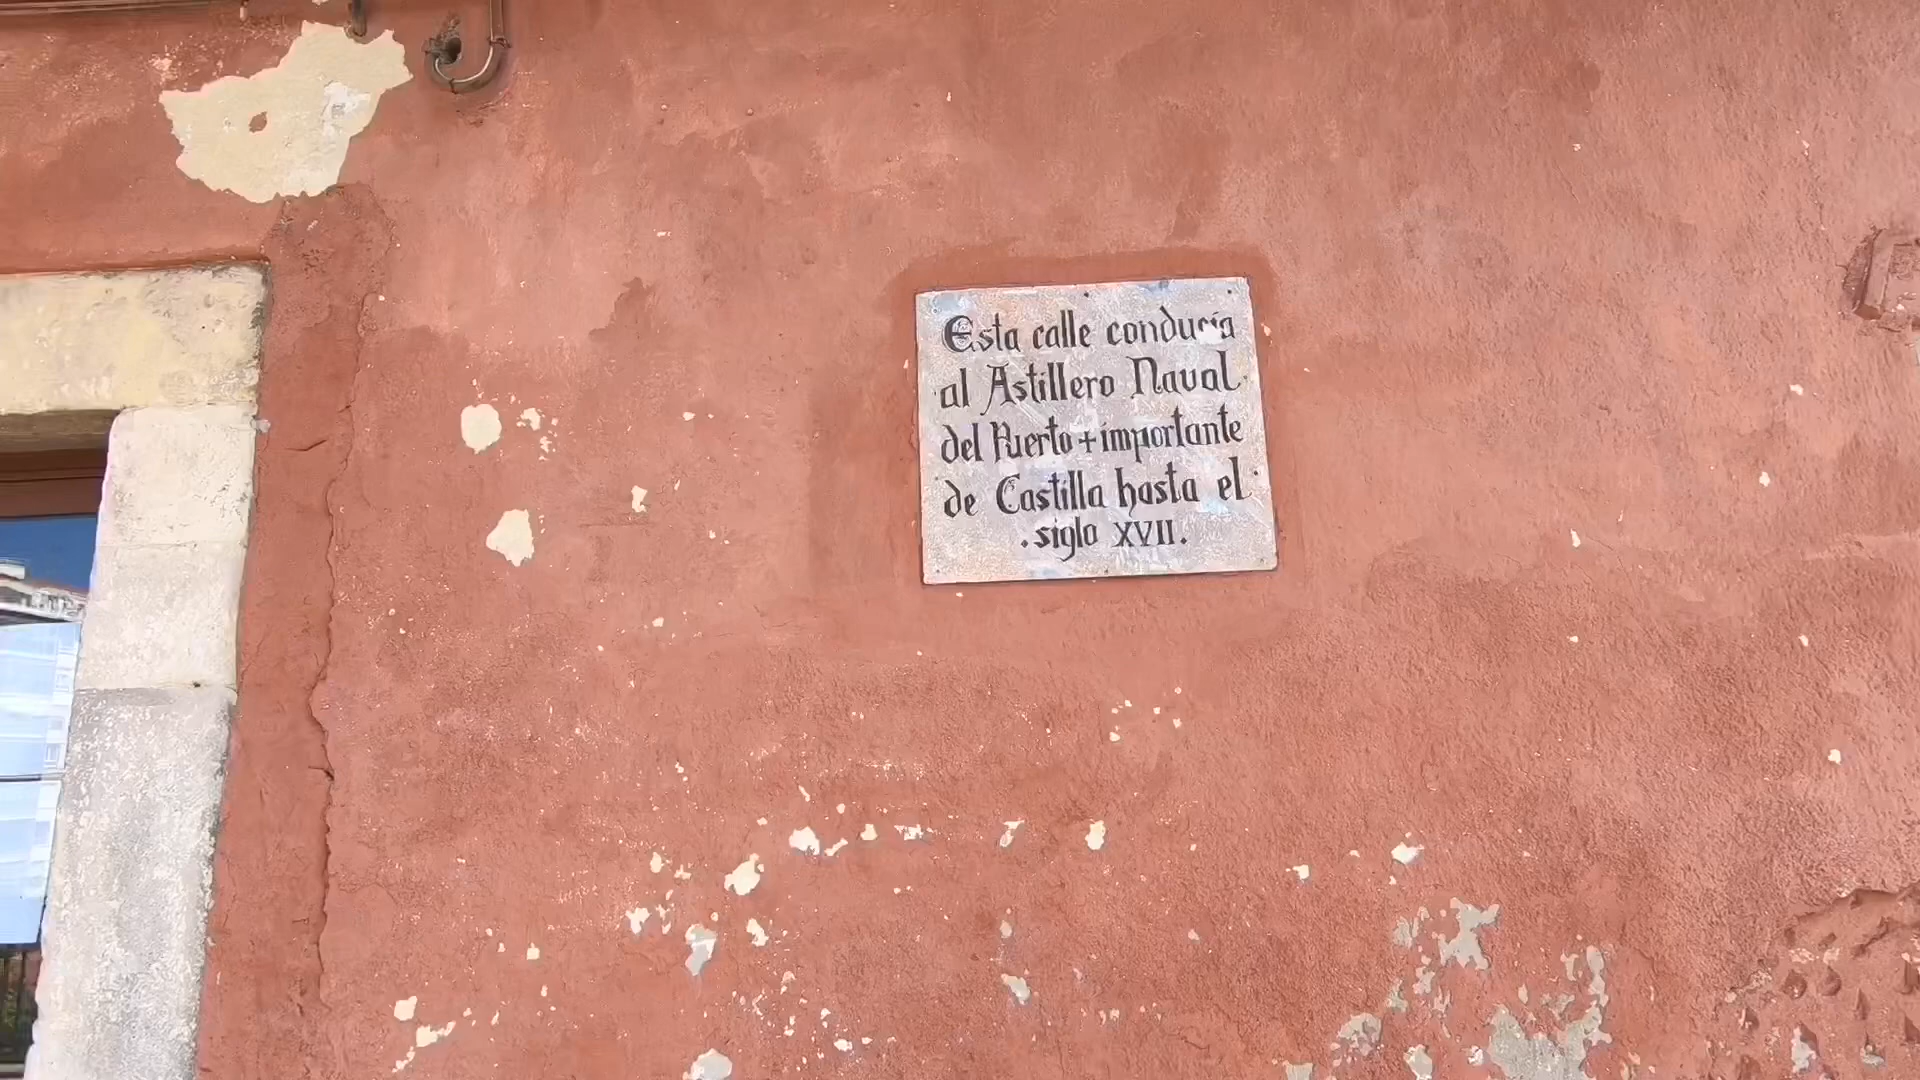 Esta calle conducía
al Astillero Naval
del Puerto + importante
de Castilla hasta el
. siglo XVII.